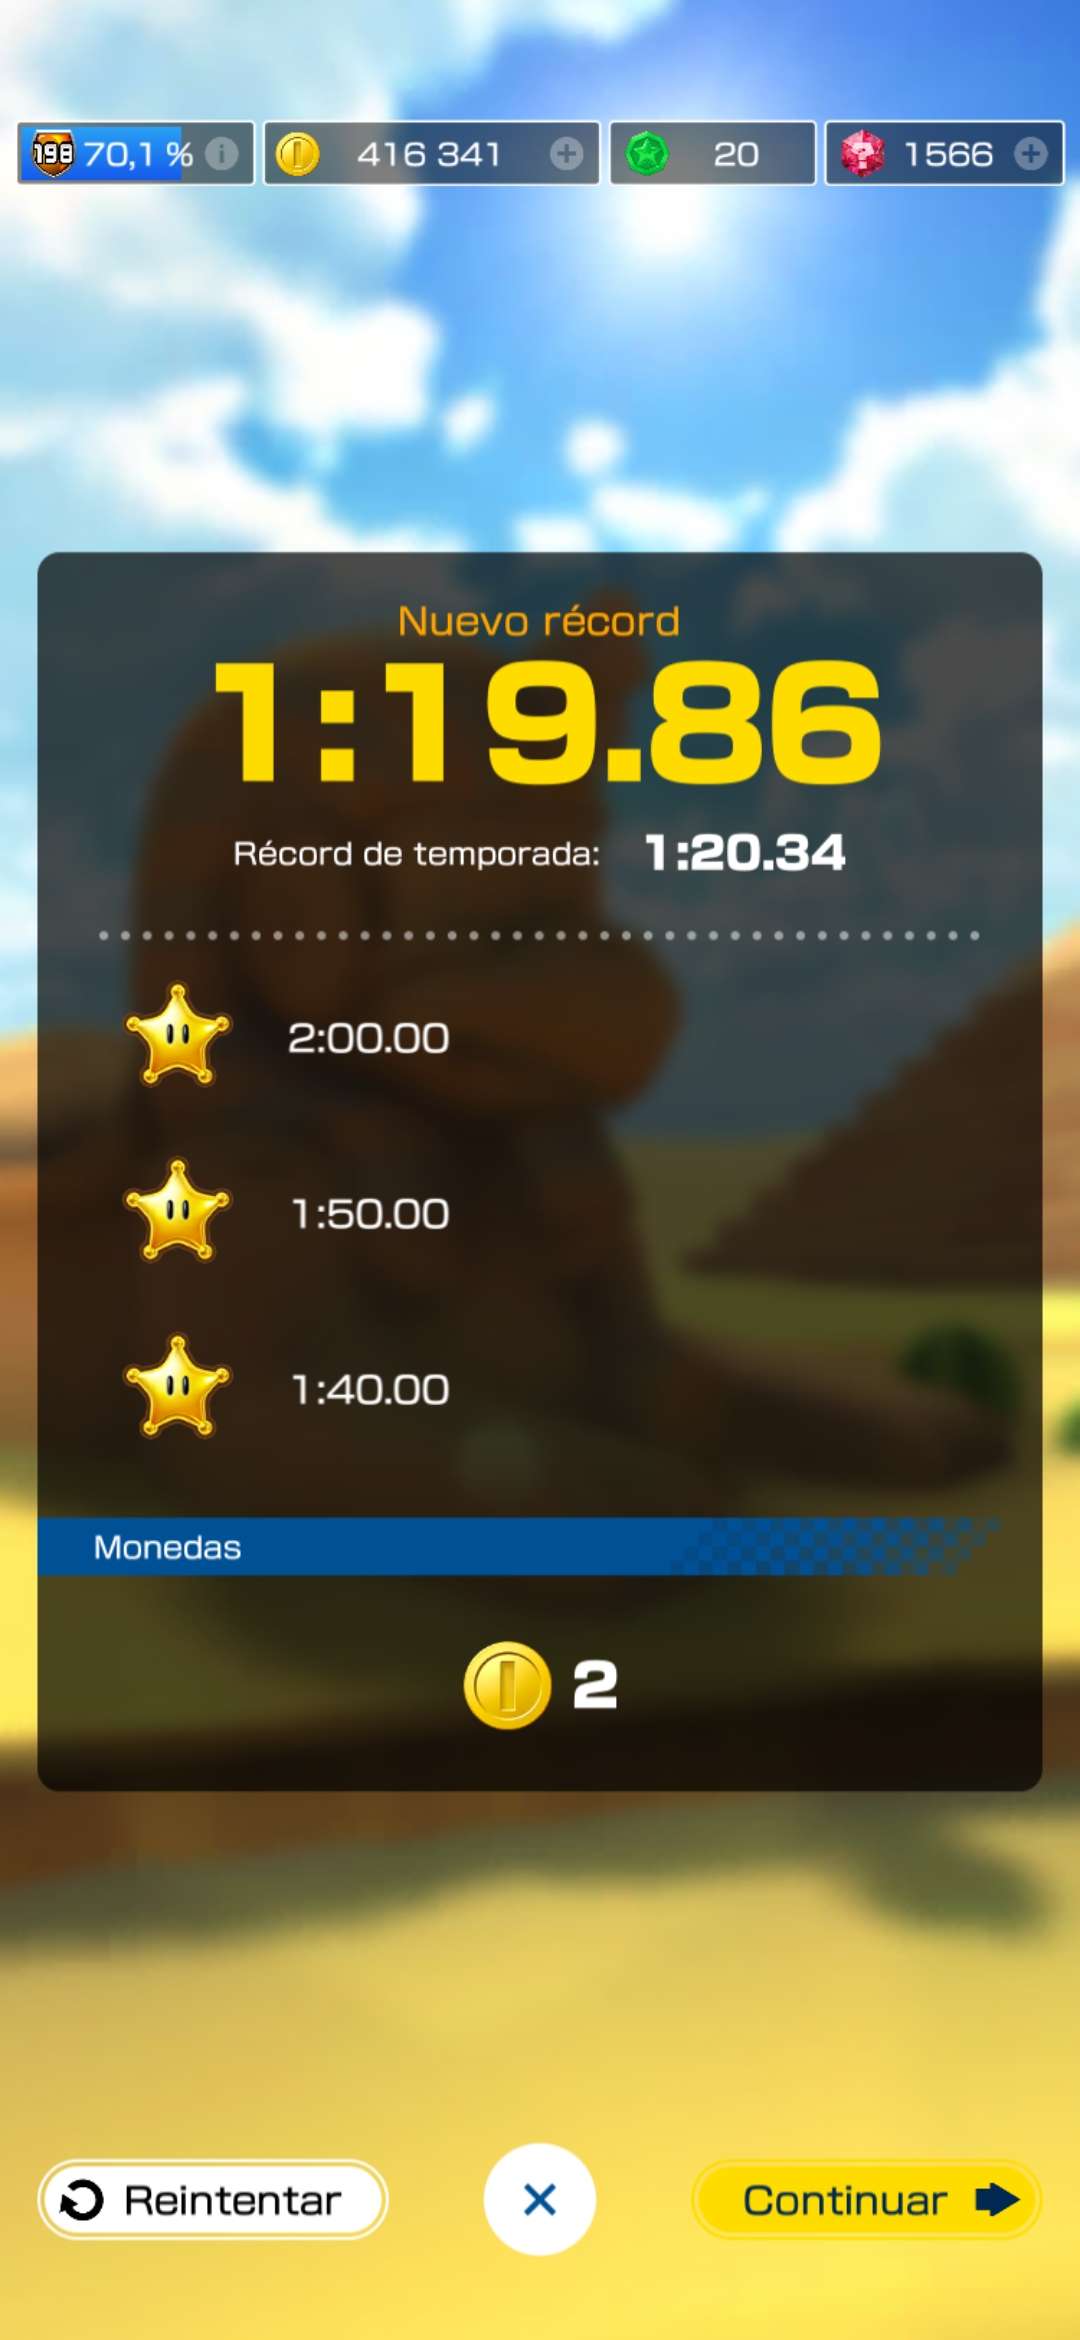 198 70,1 % 416 341 20 1566
Nuevo récord
1:19.86
Récord de temporada: 1:20.34
2:00.00
1:50.00
1:40.00
Monedas
2
Reintentar Continuar